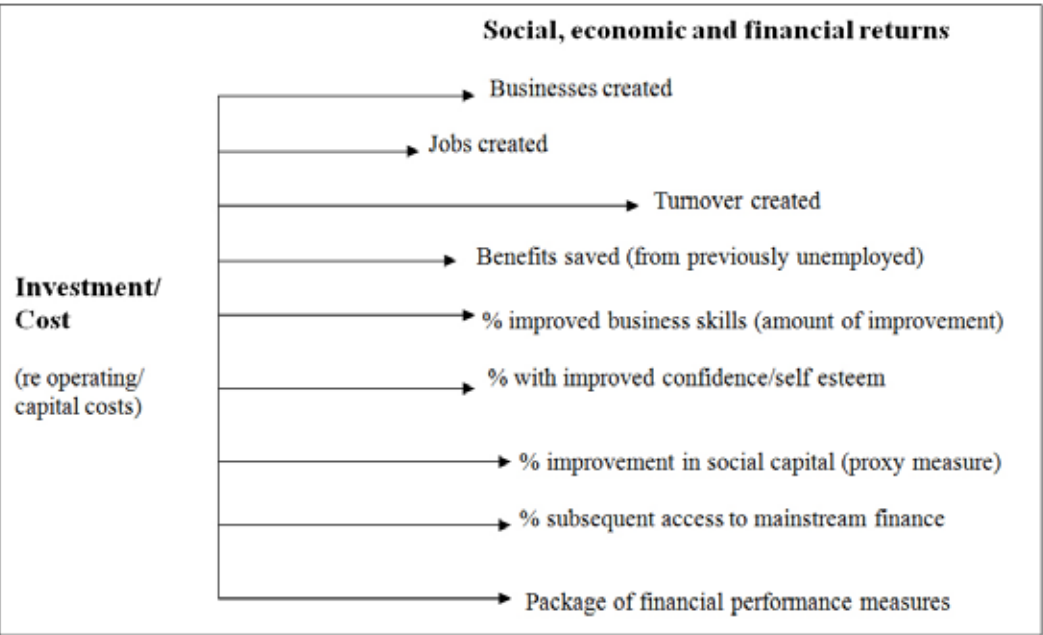 Social, economic and financial returns
Businesses created
Jobs created
Turnover created
Benefits saved (from previously unemployed)
Investment/
Cost
% improved business skills (amount of improvement)
(re operating/
capital costs)
% with improved confidence/self esteem
% improvement in social capital (proxy measure)
% subsequent access to mainstream finance
Package of financial performance measures